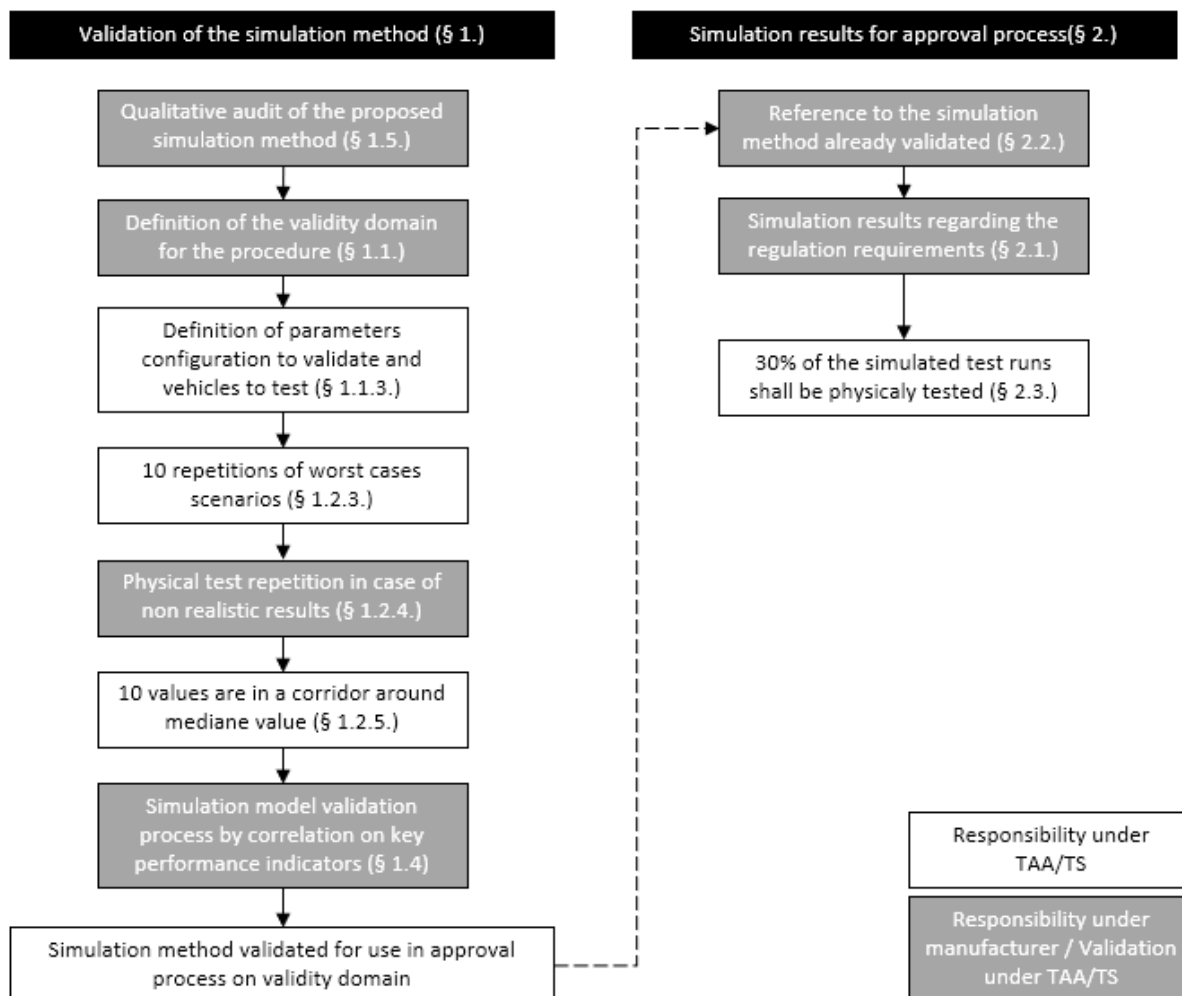 Validation of the simulation method (§ 1.)
Qualitative audit of the proposed
simulation method (§ 1.5.)
Definition of the validity domain
for the procedure (§ 1.1.)
Definition of parameters
configuration to validate and
vehicles to test (§ 1.1.3.)
10 repetitions of worst cases
scenarios (§ 1.2.3.)
Physical test repetition in case of
non realistic results (§ 1.2.4.)
10 values are in a corridor around
mediane value (§ 1.2.5.)
Simulation model validation
process by correlation on key
performance indicators (§ 1.4)
Simulation method validated for use in approval
process on validity domain
Simulation results for approval process(§ 2.)
Reference to the simulation
method already validated (§ 2.2.)
Simulation results regarding the
regulation requirements (§ 2.1.)
30% of the simulated test runs
shall be physicaly tested (§ 2.3.)
Responsibility under
TAA/TS
Responsibility under
manufacturer / Validation
under TAA/TS